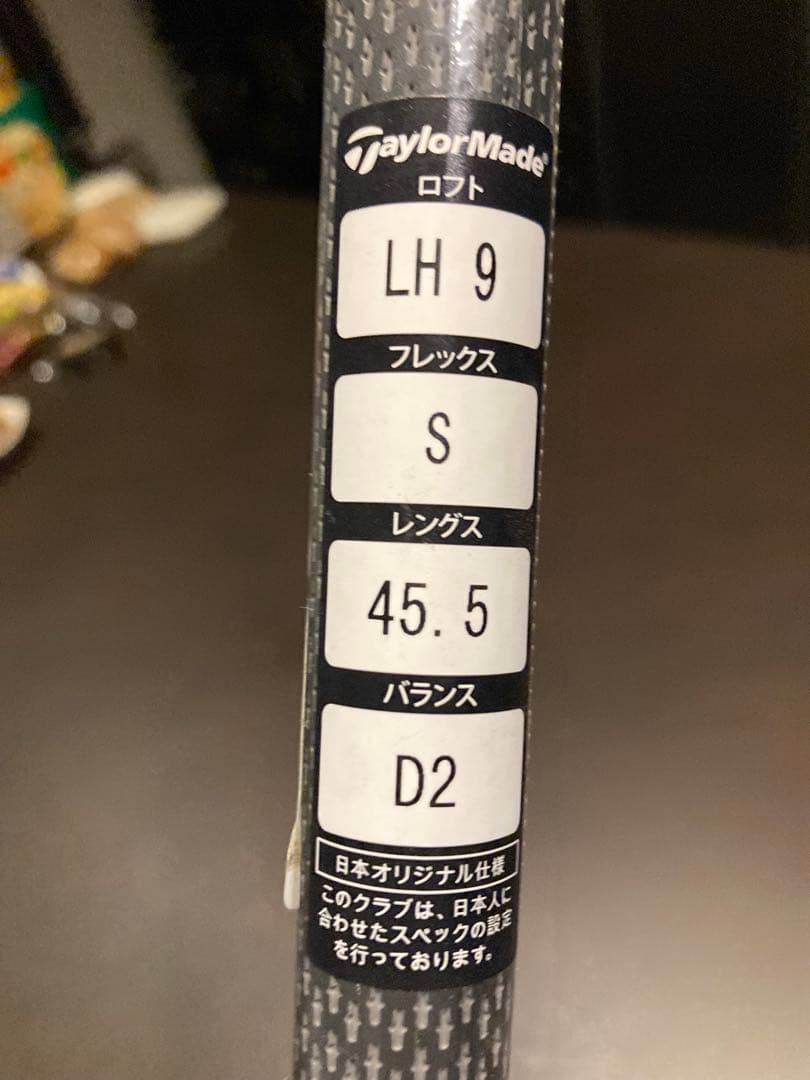 TaylorMade
ロフト
LH 9
フレックス
S
レングス
45.5
バランス
D2
日本オリジナル仕様
このクラブは、日本人に
合わせたスペックの設定
を行っております。